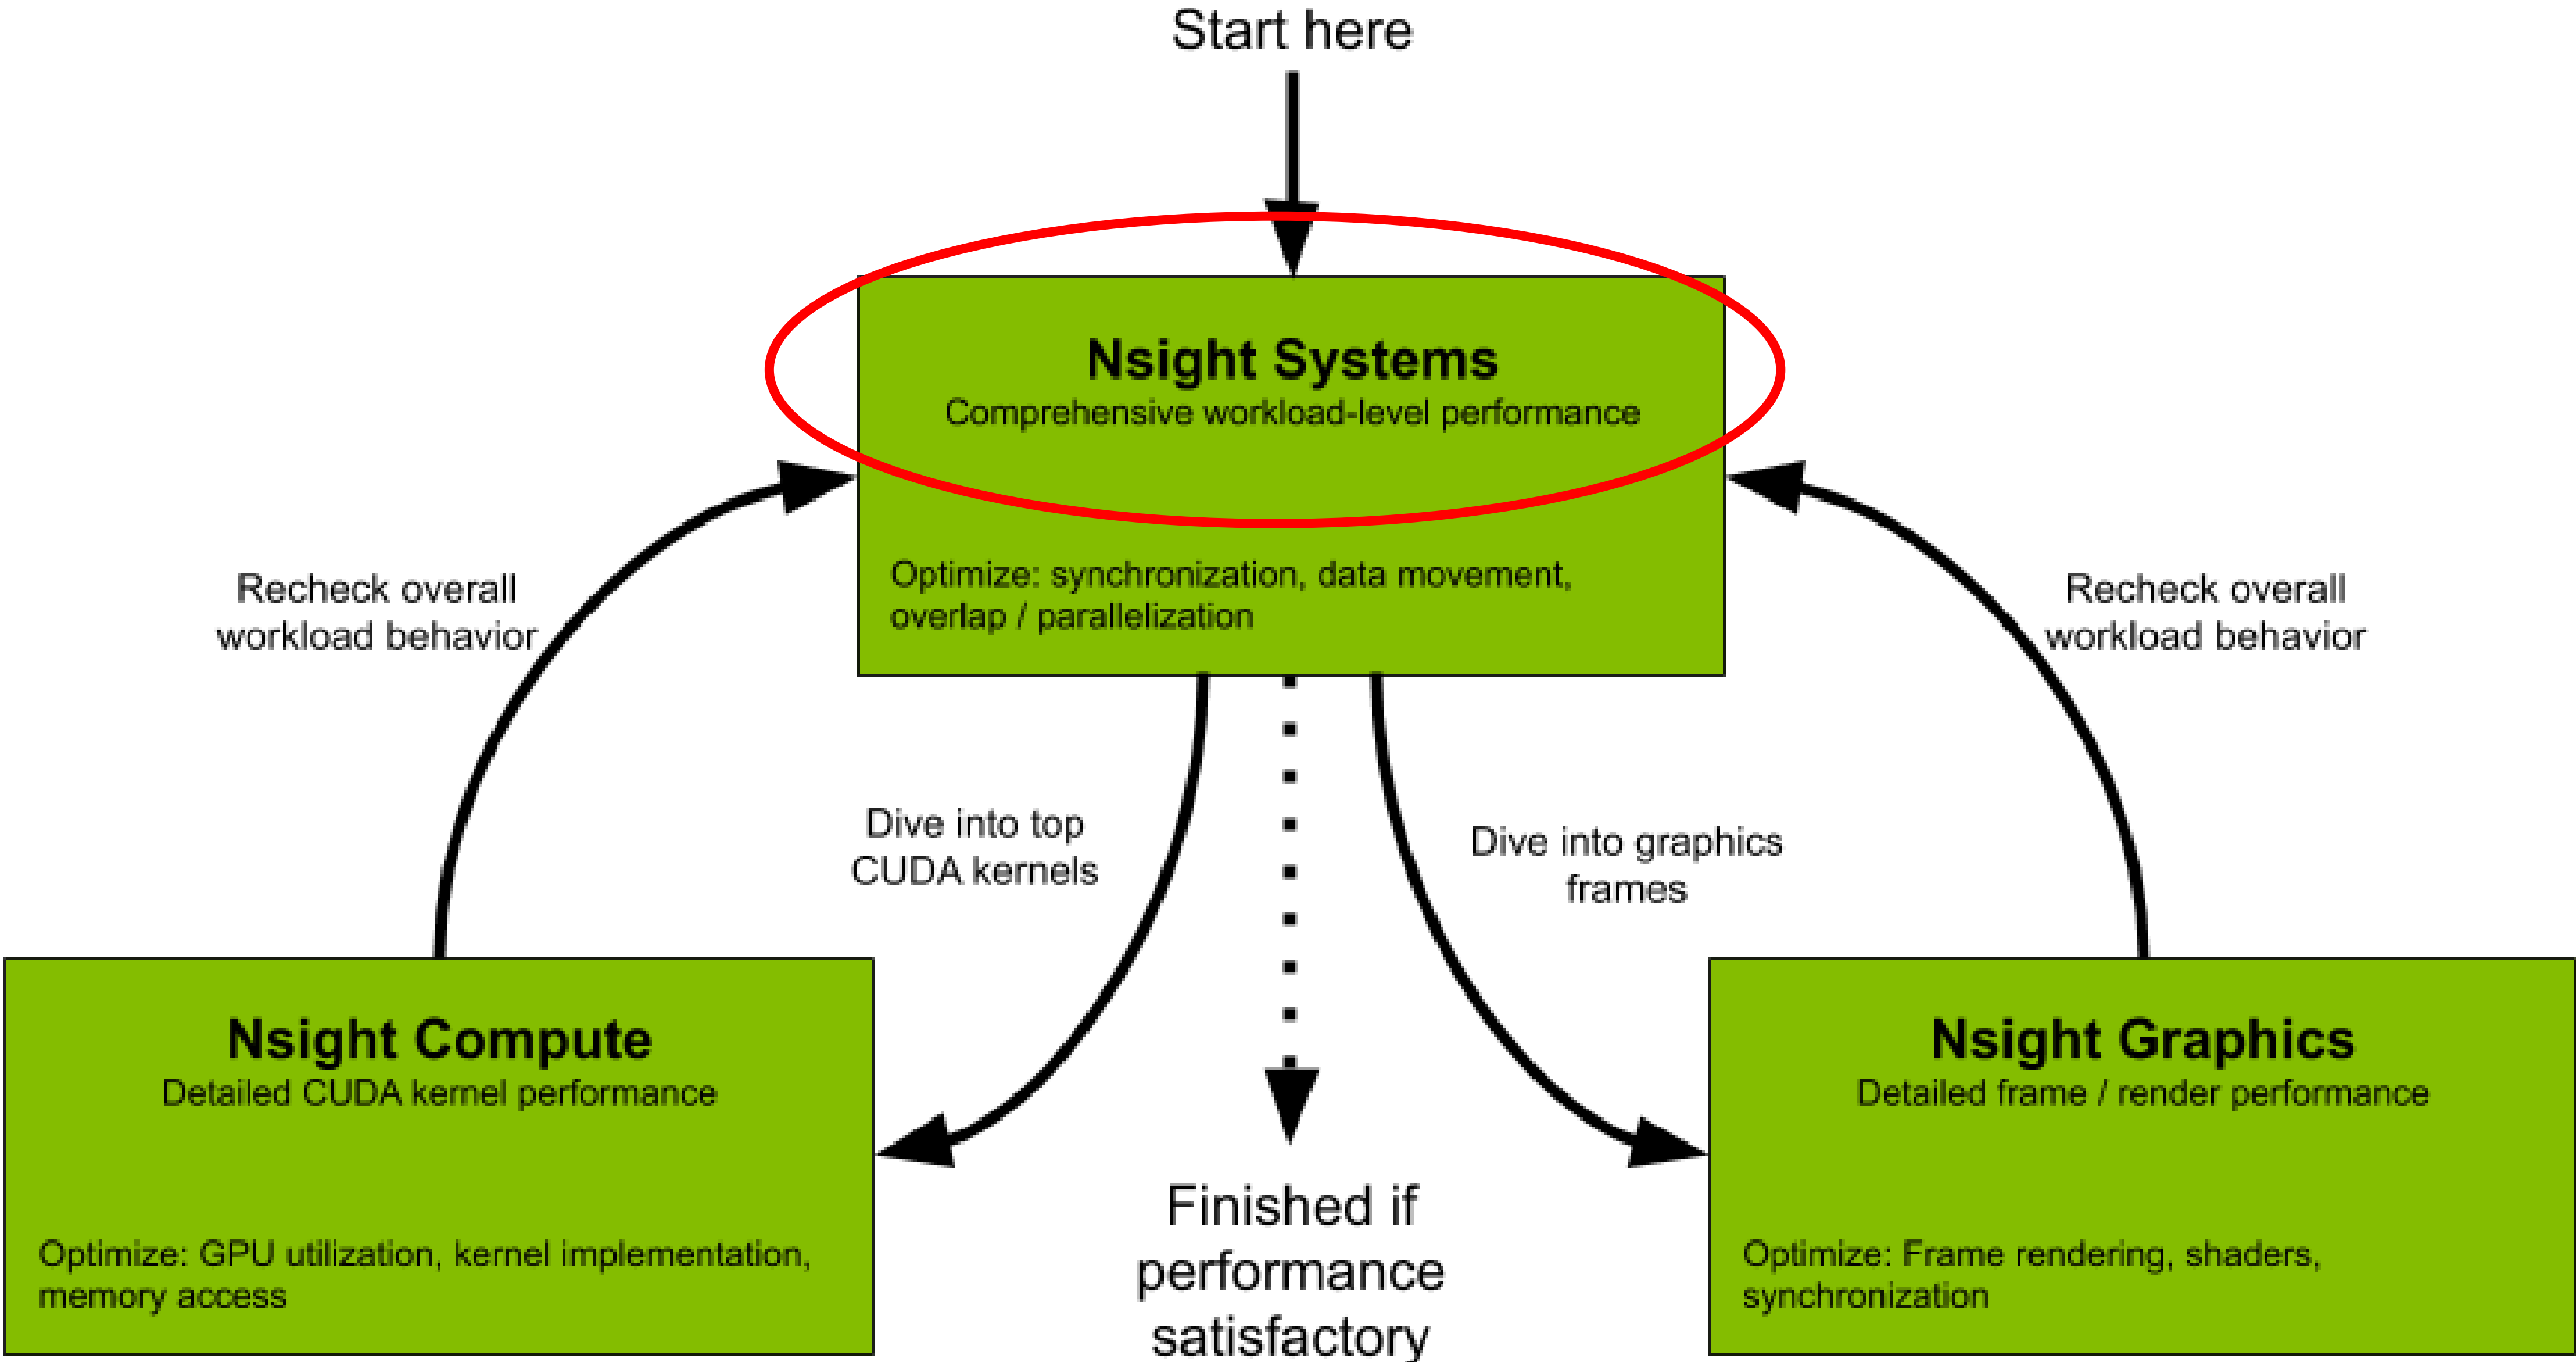 Start here
Nsight Systems
Comprehensive workload-level performance
Optimize: synchronization, data movement,
overlap / parallelization
Recheck overall
workload behavior
Recheck overall
workload behavior
Dive into top
CUDA kernels
Dive into graphics
frames
Nsight Compute
Detailed CUDA kernel performance
Optimize: GPU utilization, kernel implementation,
memory access
Finished if
performance
satisfactory
Nsight Graphics
Detailed frame / render performance
Optimize: Frame rendering, shaders,
synchronization